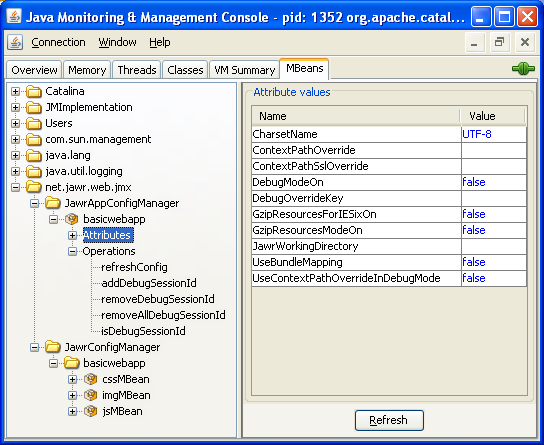 Java Monitoring & Management Console - pid: 1352 org.apache.catal...
Connection Window Help
Overview Memory Threads Classes VM Summary MBeans
Catalina
JMImplementation
Users
com.sun.management
java.lang
java.util.logging
net.jawr.web.jmx
JawrAppConfigManager
basicwebapp
Attributes
Operations
refreshConfig
addDebugSessionId
removeDebugSessionId
removeAllDebugSessionId
isDebugSessionId
JawrConfigManager
basicwebapp
cssMBean
imgMBean
jsMBean
Attribute values
Name Value
CharsetName UTF-8
ContextPathOverride
ContextPathSslOverride
DebugModeOn false
DebugOverrideKey
GzipResourcesForIESixOn false
GzipResourcesModeOn false
JawrWorkingDirectory
UseBundleMapping false
UseContextPathOverrideInDebugMode false
Refresh